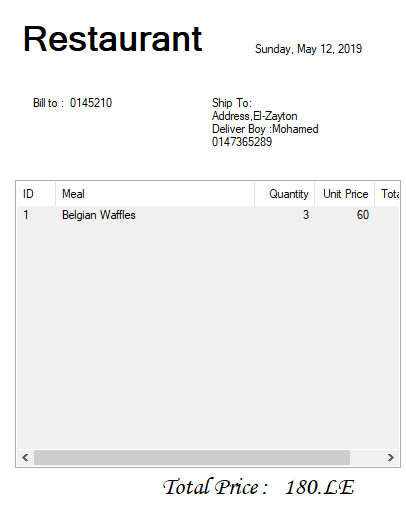 Restaurant
Sunday, May 12, 2019
Bill to : 0145210
Ship To:
Address,El-Zayton
Deliver Boy :Mohamed
0147365289
ID Meal Quantity Unit Price Tota
1 Belgian Waffles 3 60
Total Price : 180.LE